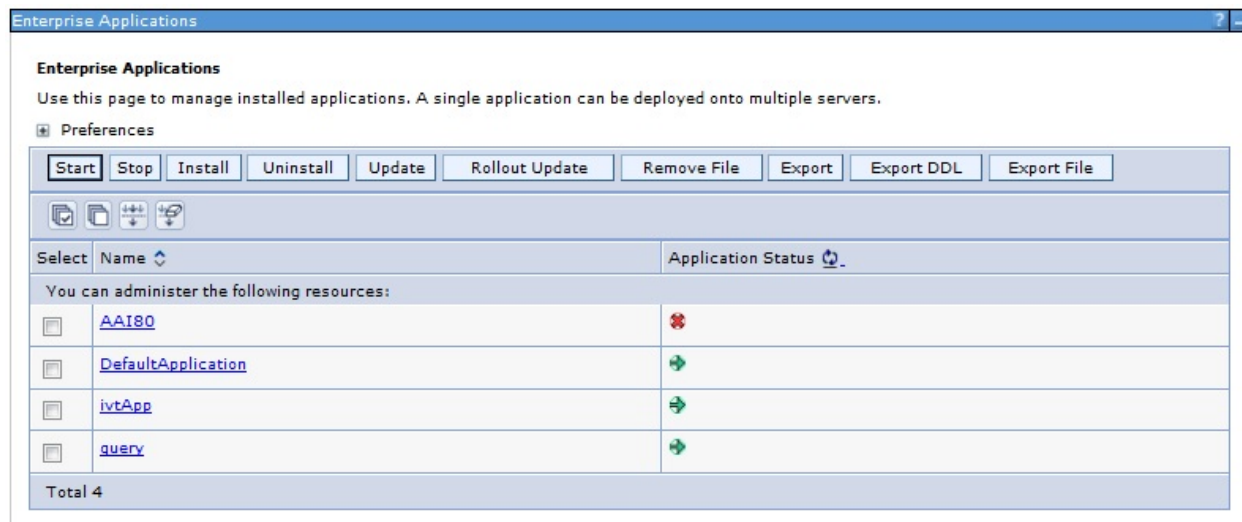 Enterprise Applications ? -
Enterprise Applications
Use this page to manage installed applications. A single application can be deployed onto multiple servers.
+ Preferences
Start Stop Install Uninstall Update Rollout Update Remove File Export Export DDL Export File
Select Name Application Status
You can administer the following resources:
AAI80
DefaultApplication
ivtApp
query
Total 4